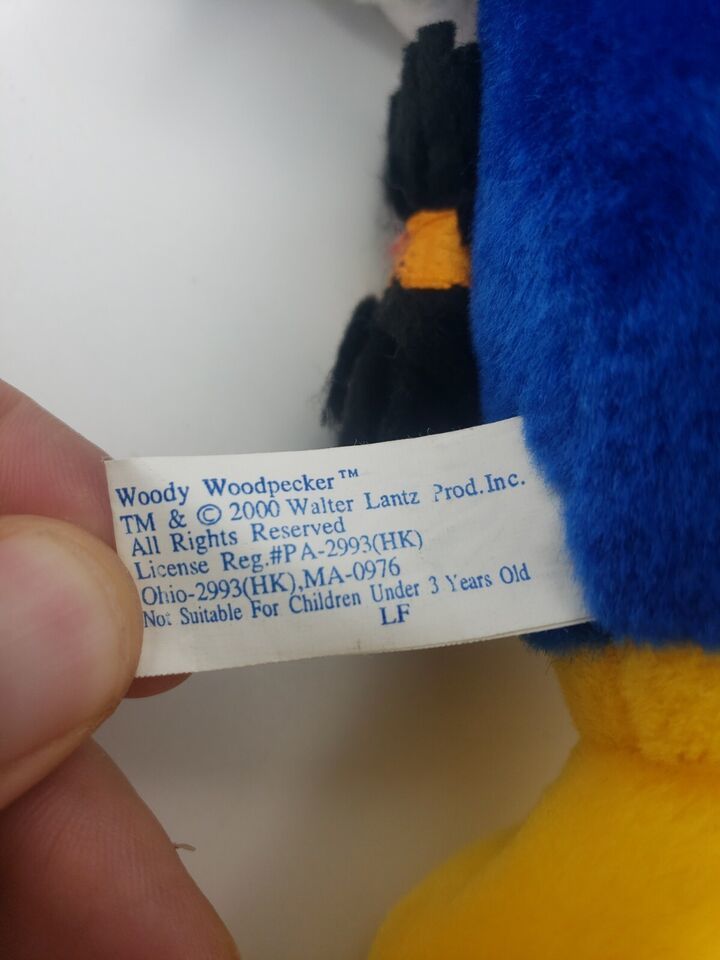 Woody Woodpecker™
TM & © 2000 Walter Lantz Prod.Inc.
All Rights Reserved
License Reg.#PA-2993(HK)
Ohio-2993(HK),MA-0976
Not Suitable For Children Under 3 Years Old
LF